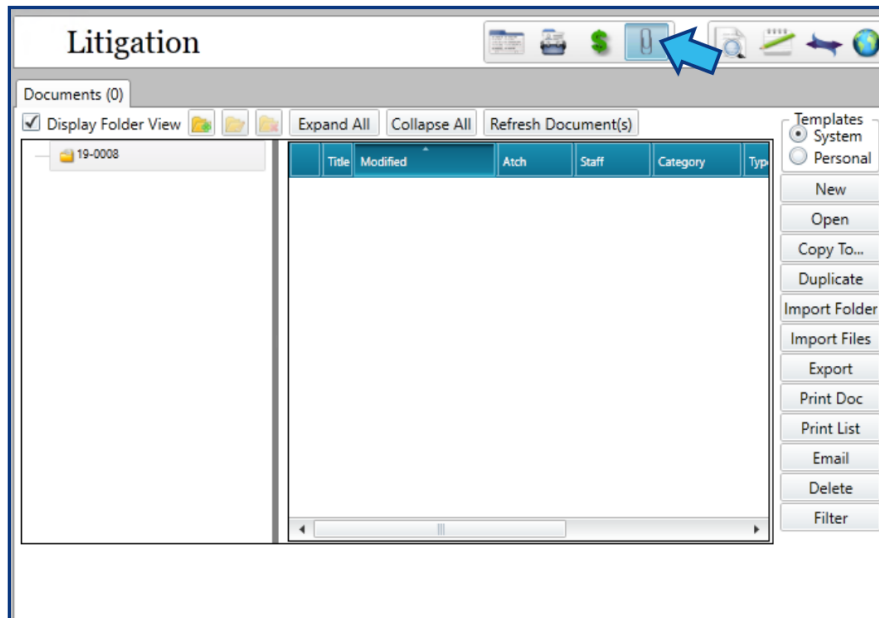 Litigation
Documents (0)
Display Folder View
Expand All
Collapse All
Refresh Document(s)
19-0008
Title
Modified
Atch
Staff
Category
Typ
Templates
System
Personal
New
Open
Copy To...
Duplicate
Import Folder
Import Files
Export
Print Doc
Print List
Email
Delete
Filter